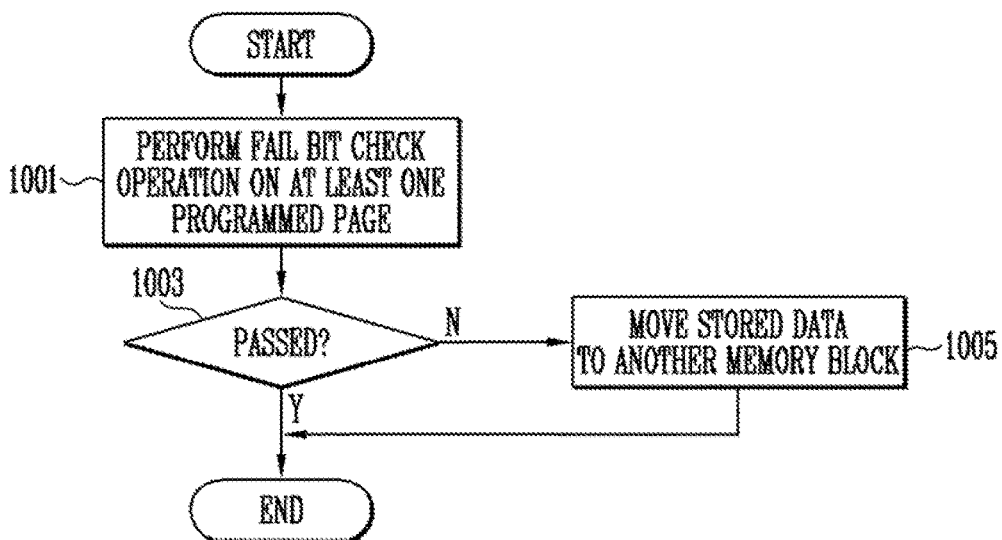 START
1001
PERFORM FAIL BIT CHECK
OPERATION ON AT LEAST ONE
PROGRAMMED PAGE
1003
PASSED?
N
MOVE STORED DATA
TO ANOTHER MEMORY BLOCK
1005
Y
END